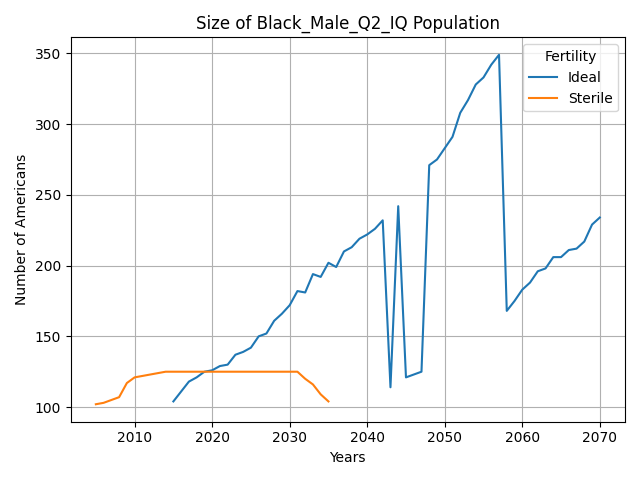 Size of Black_Male_Q2_IQ Population
Fertility
Ideal
Sterile
Number of Americans
350
300
250
200
150
100
2010 2020 2030 2040 2050 2060 2070
Years